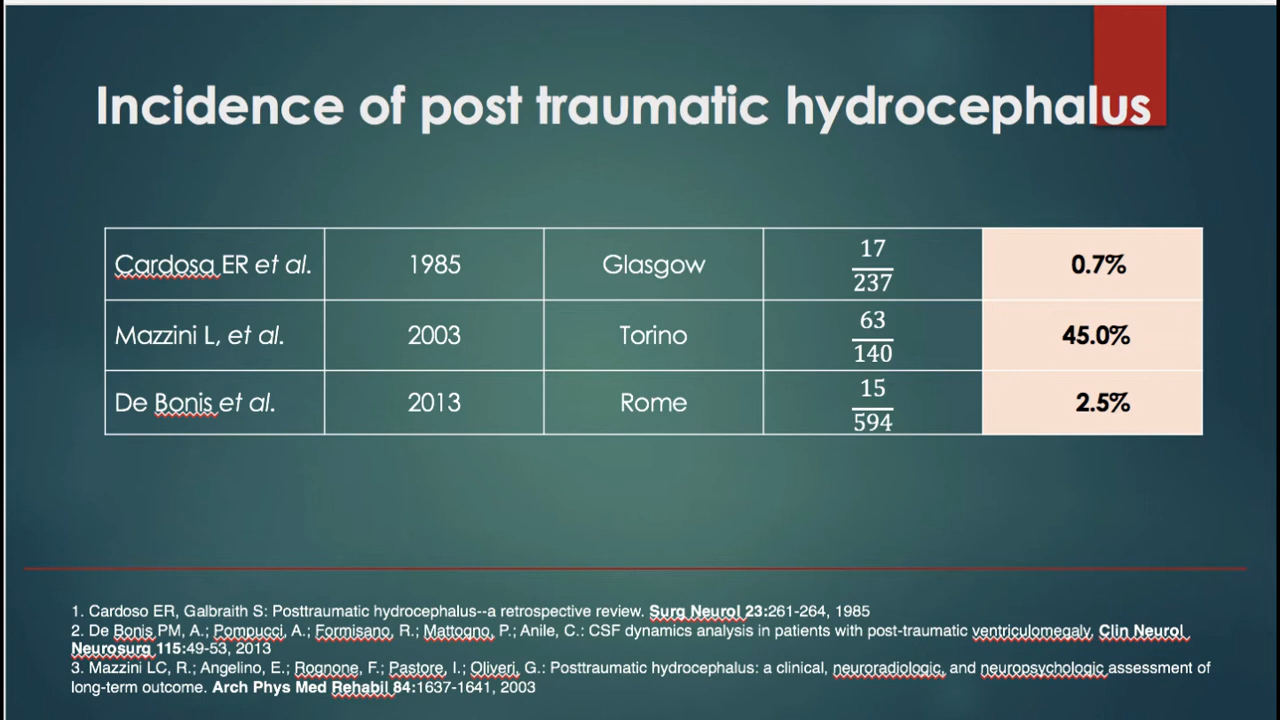 Incidence of post traumatic hydrocephalus
Cardosa ER et al. 1985 Glasgow 17/237 0.7%
Mazzini L, et al. 2003 Torino 63/140 45.0%
De Bonis et al. 2013 Rome 15/594 2.5%
1. Cardoso ER, Galbraith S: Posttraumatic hydrocephalus--a retrospective review. Surg Neurol 23:261-264, 1985
2. De Bonis PM, A.; Pompucci, A.; Formisano, R.; Mattogno, P.; Anile, C.: CSF dynamics analysis in patients with post-traumatic ventriculomegaly. Clin Neurol
Neurosurg 115:49-53, 2013
3. Mazzini LC, R.; Angelino, E.; Rognone, F.; Pastore, I.; Oliveri, G.: Posttraumatic hydrocephalus: a clinical, neuroradiologic, and neuropsychologic assessment of
long-term outcome. Arch Phys Med Rehabil 84:1637-1641, 2003